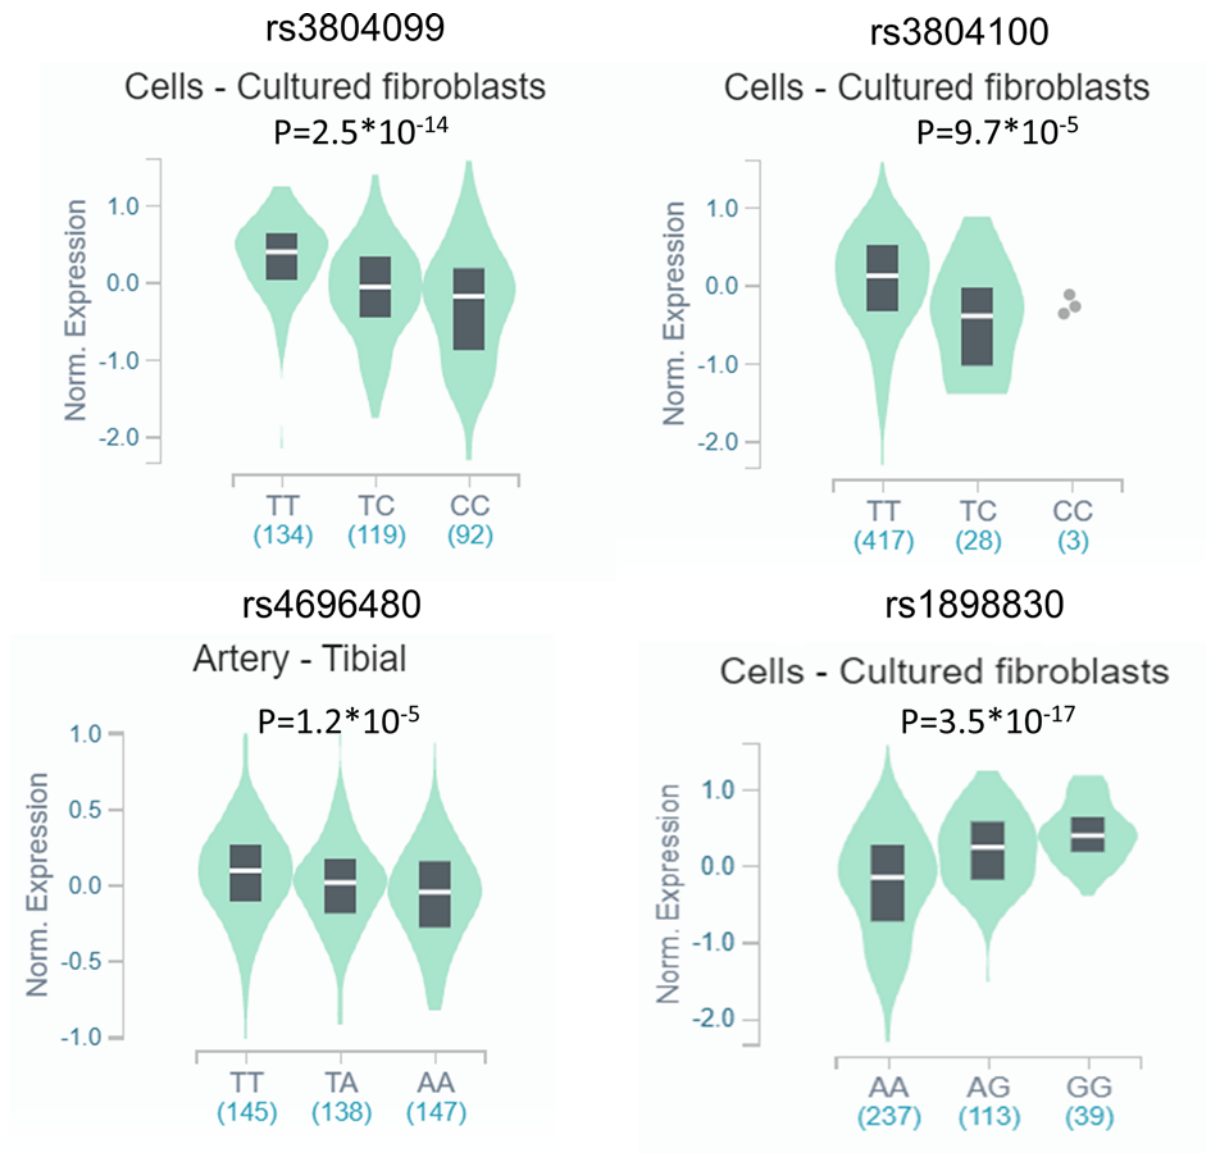 rs3804099
Cells - Cultured fibroblasts
P=2.5*10-14
Norm. Expression
1.0
0.0
-1.0
-2.0
TT TC CC
(134) (119) (92)
rs3804100
Cells - Cultured fibroblasts
P=9.7*10-5
Norm. Expression
1.0
0.0
-1.0
-2.0
TT TC CC
(417) (28) (3)
rs4696480
Artery - Tibial
P=1.2*10-5
Norm. Expression
1.0
0.5
0.0
-0.5
-1.0
TT TA AA
(145) (138) (147)
rs1898830
Cells - Cultured fibroblasts
P=3.5*10-17
Norm. Expression
1.0
0.0
-1.0
-2.0
AA AG GG
(237) (113) (39)